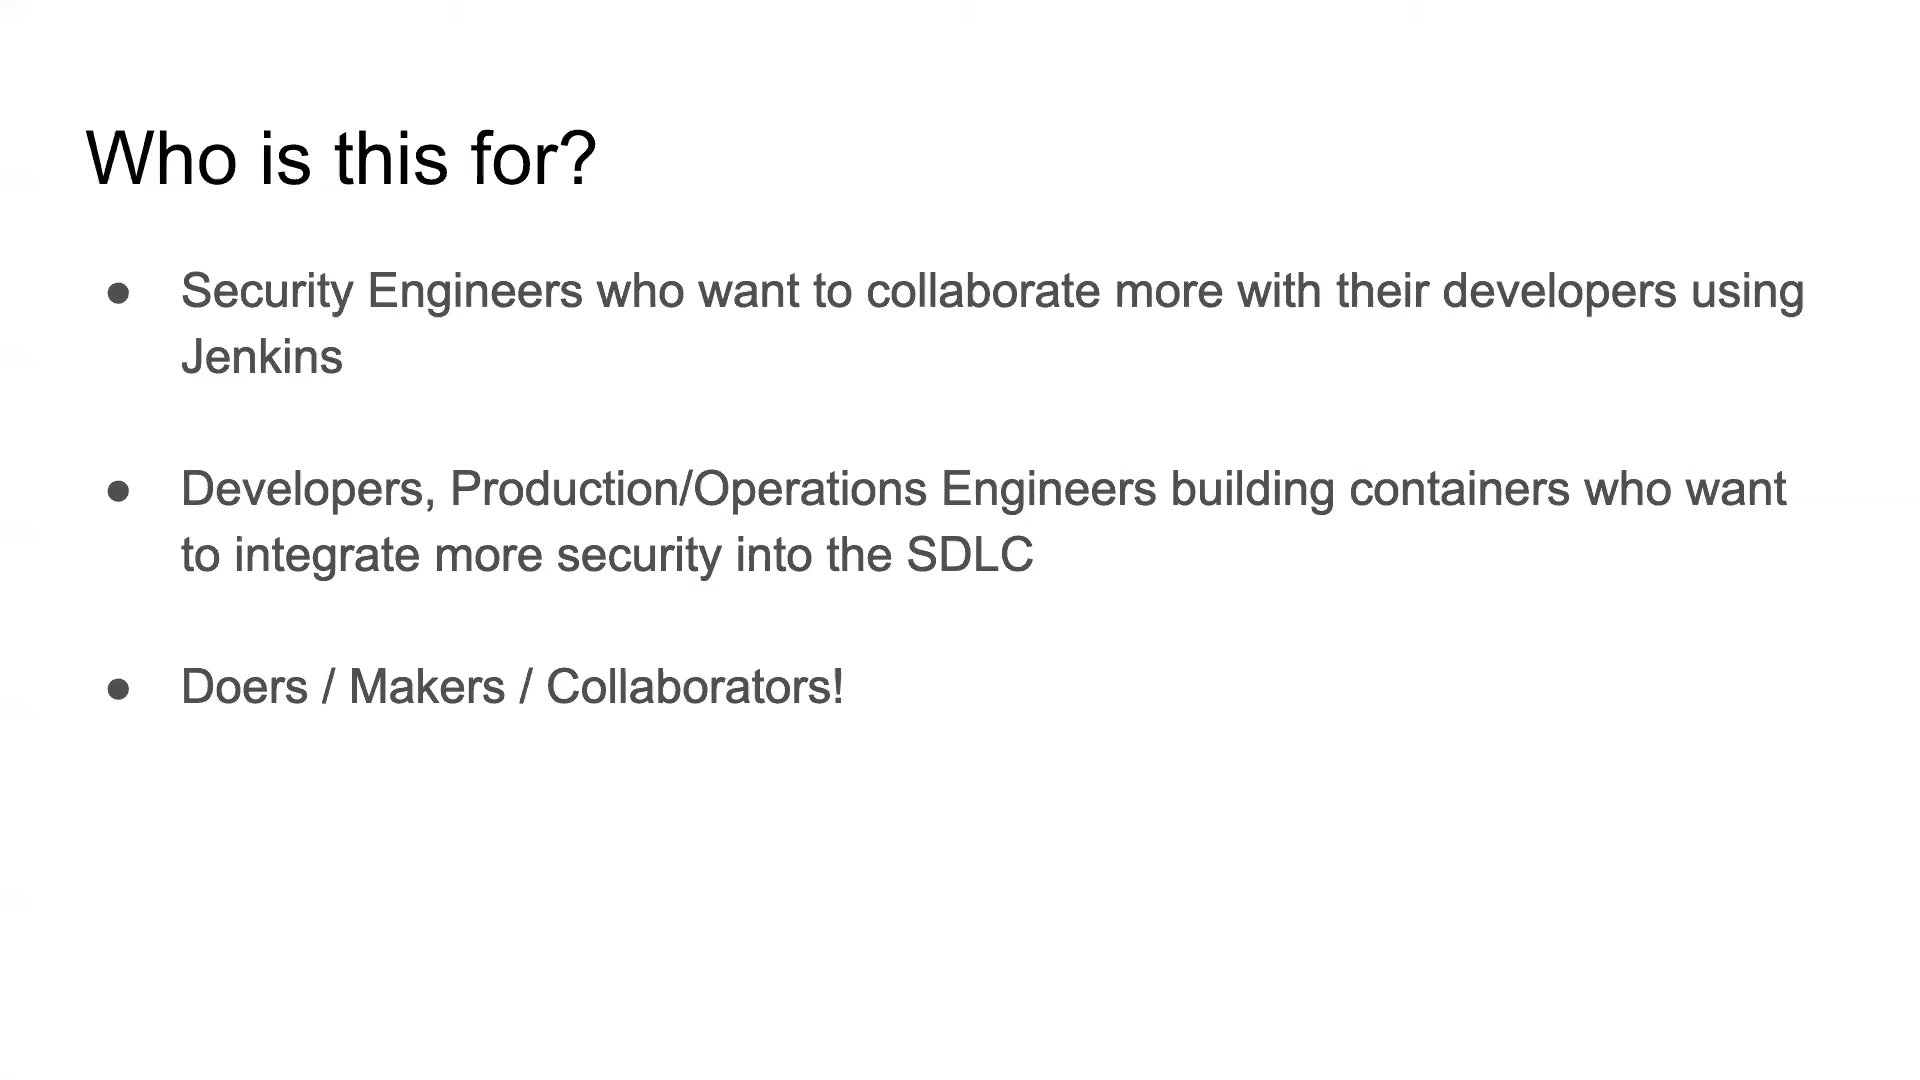 Who is this for?
● Security Engineers who want to collaborate more with their developers using
Jenkins
● Developers, Production/Operations Engineers building containers who want
to integrate more security into the SDLC
● Doers / Makers / Collaborators!